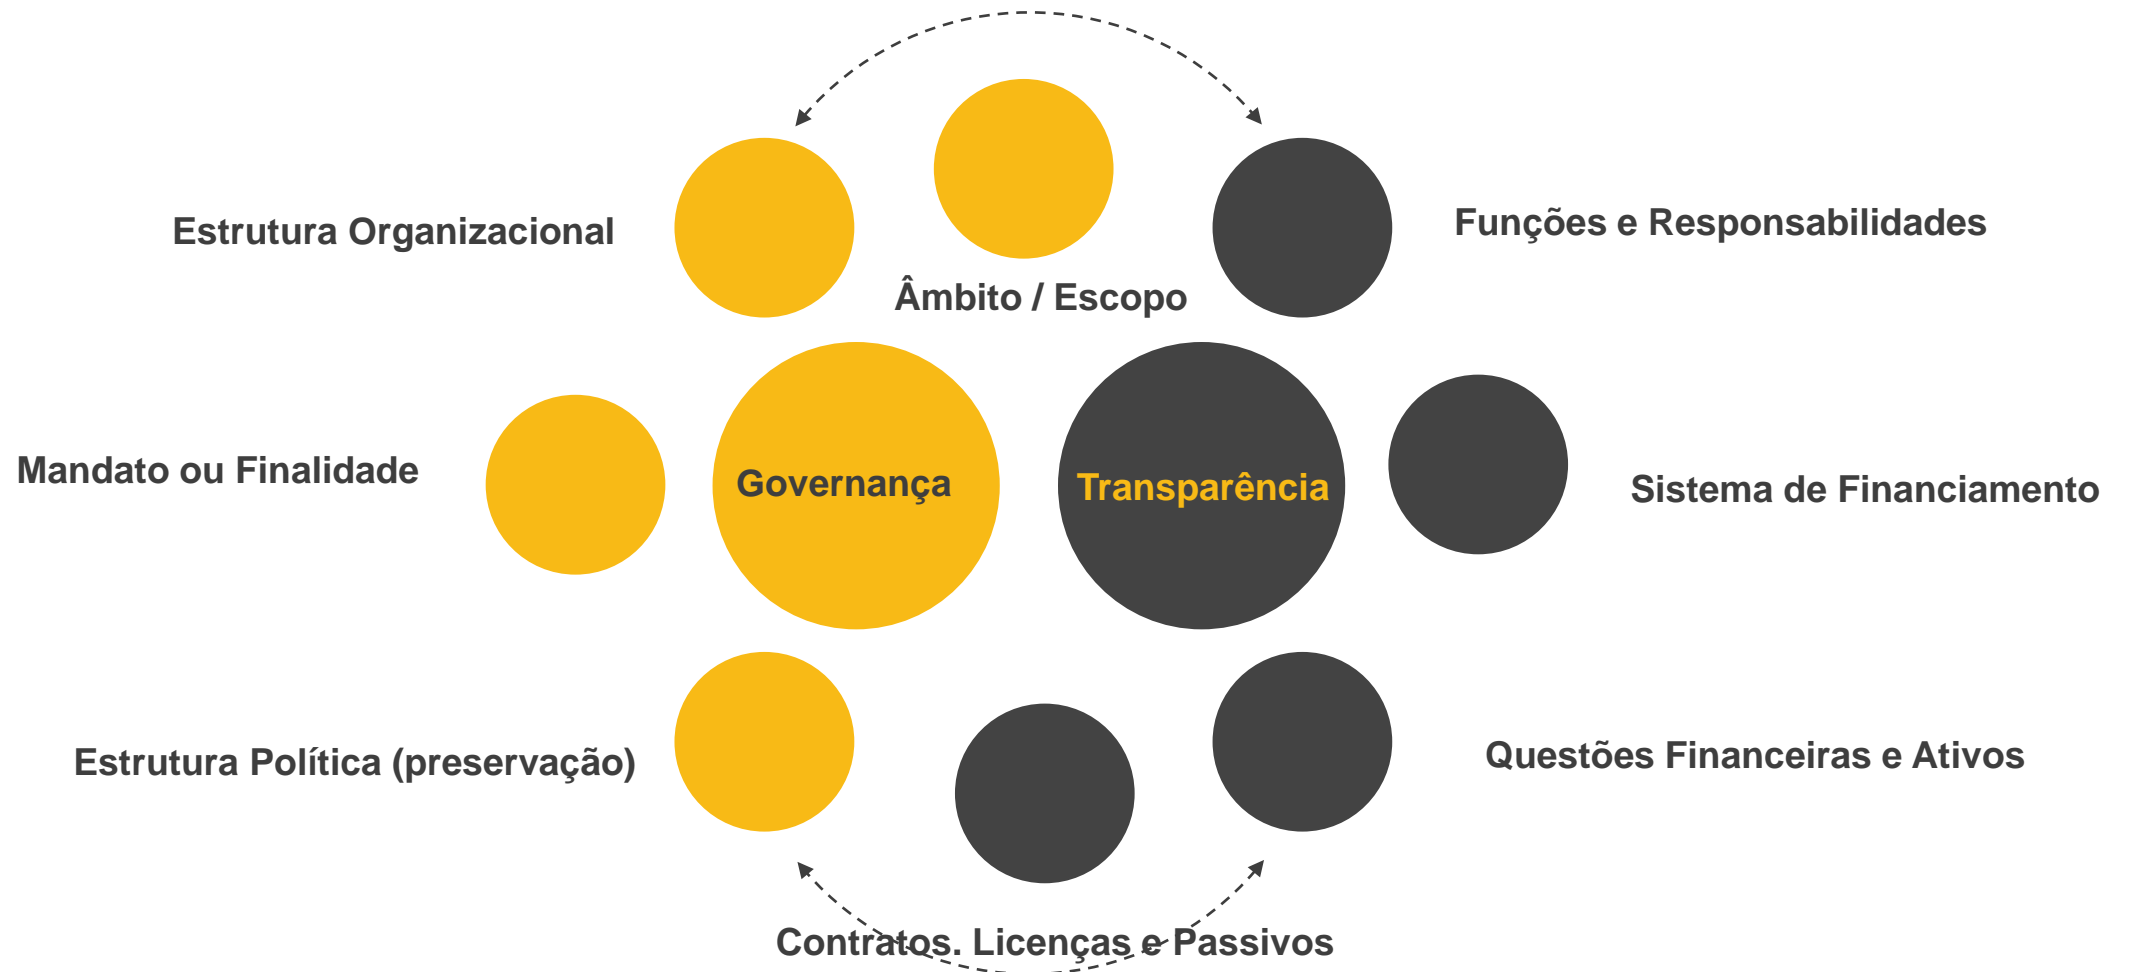 Estrutura Organizacional
Funções e Responsabilidades
Âmbito / Escopo
Mandato ou Finalidade
Governança
Transparência
Sistema de Financiamento
Estrutura Política (preservação)
Questões Financeiras e Ativos
Contratos. Licenças e Passivos